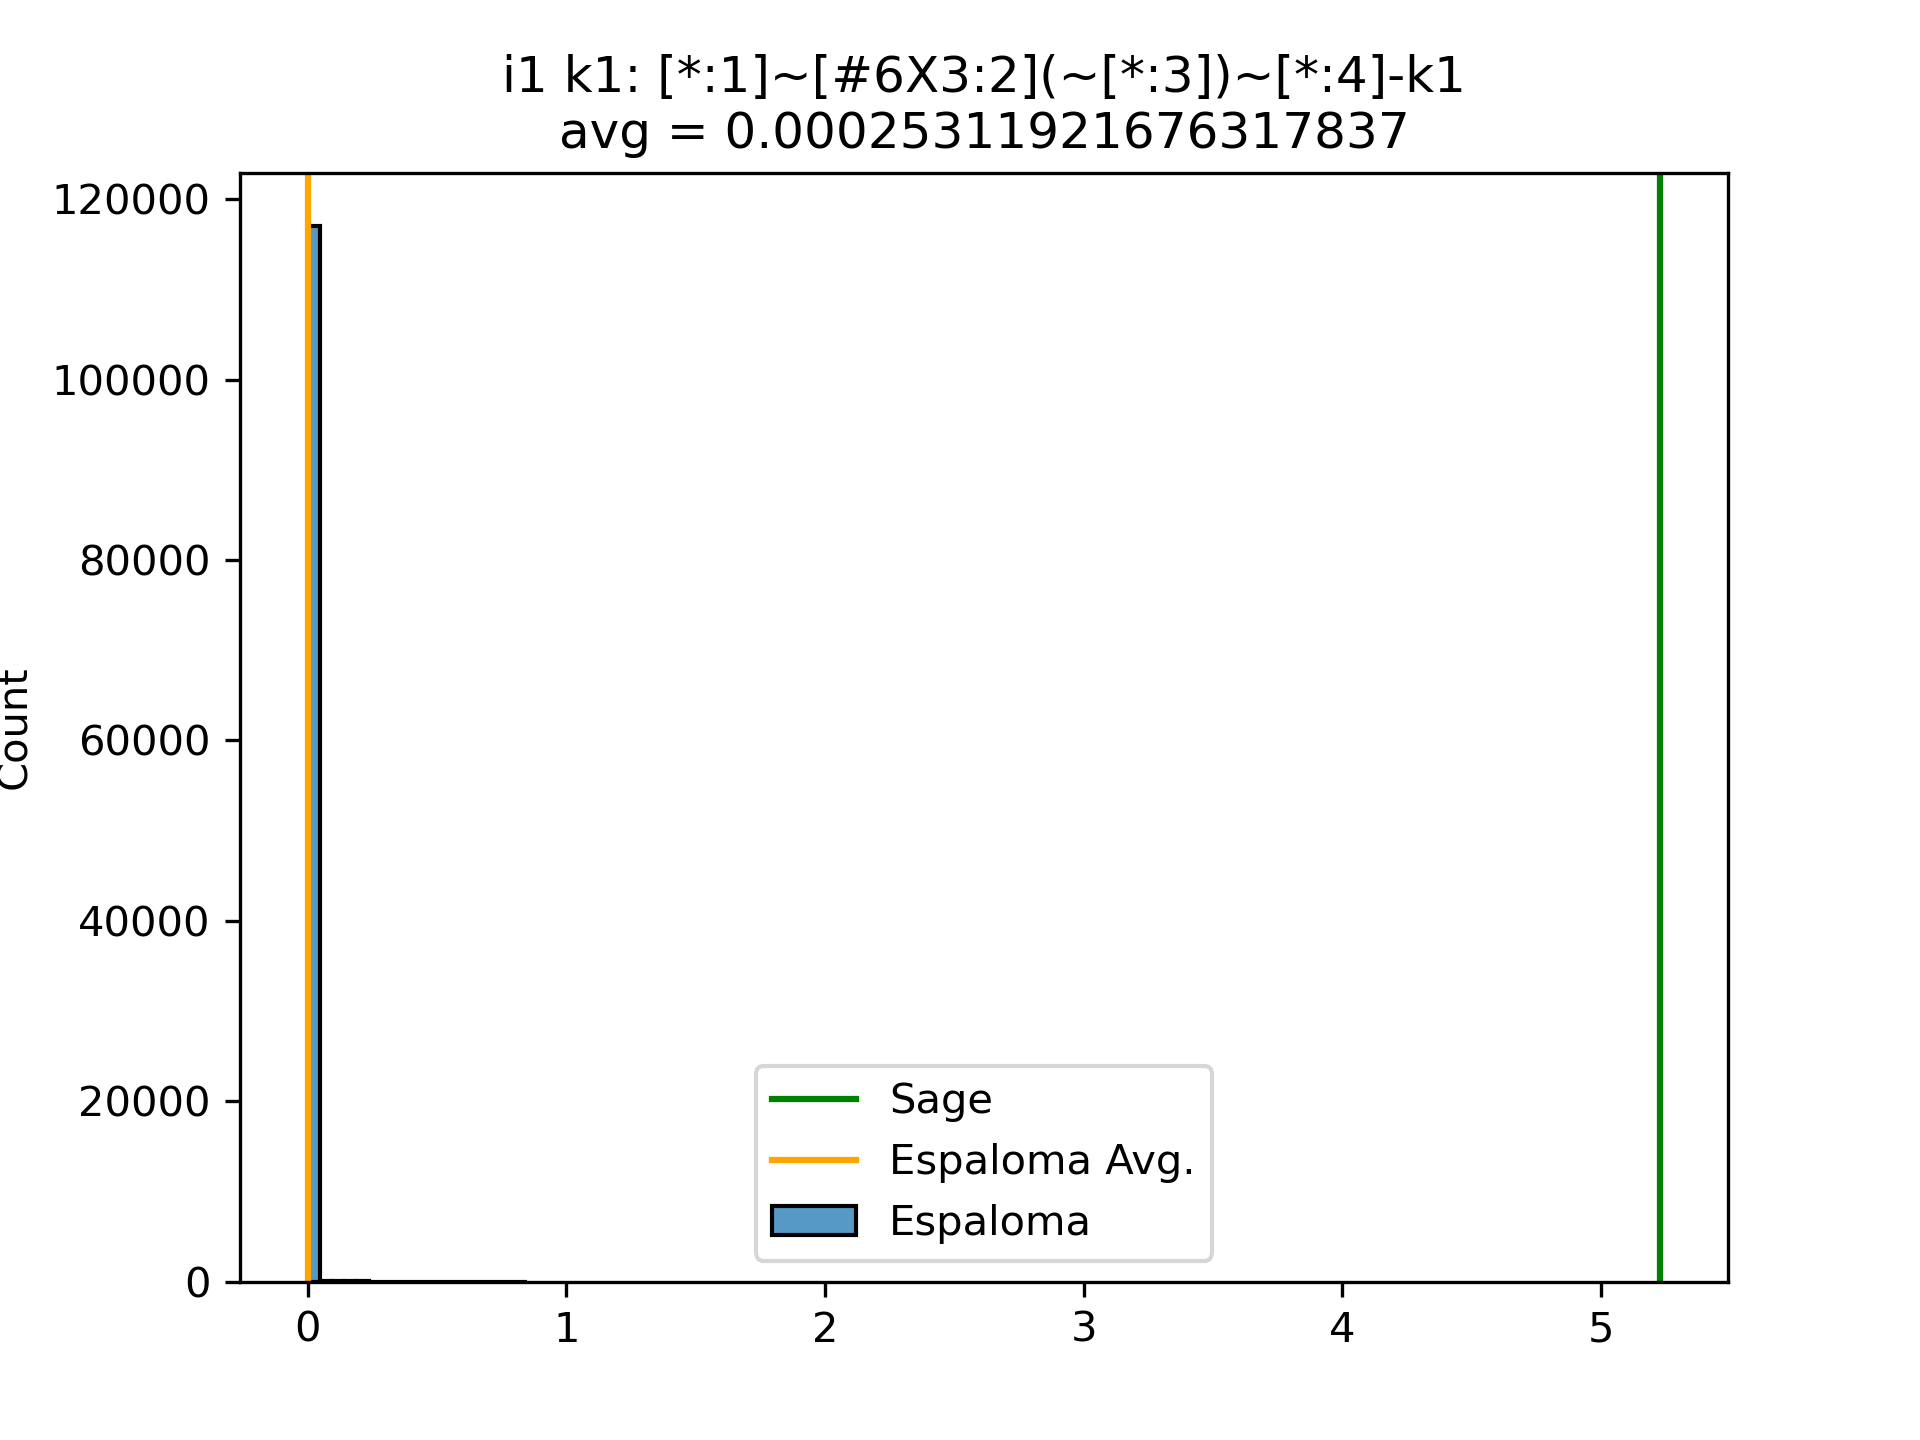 i1 k1: [*:1]~[#6X3:2](~[*:3])~[*:4]-k1
avg = 0.00025311921676317837
120000
100000
80000
60000
40000
20000
0
Count
Sage
Espaloma Avg.
Espaloma
0 1 2 3 4 5